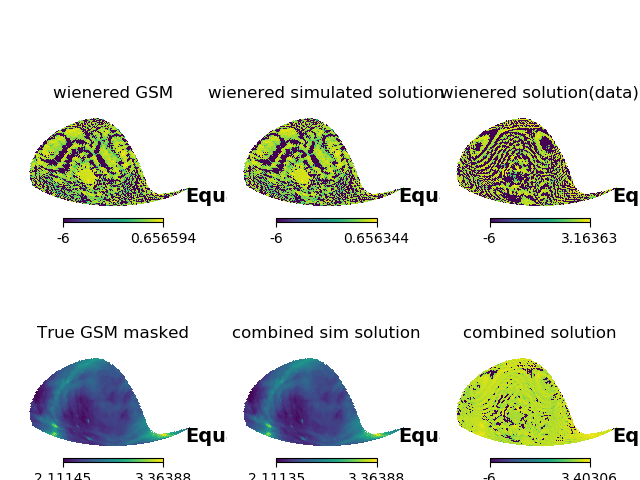 wienered GSM
wienered simulated solution
wienered solution(data)
Equ
Equ
Eq
-6 0.656594
-6 0.656344
-6 3.16363
True GSM masked
combined sim solution
combined solution
Equ
Equ
Eq
2.11145 3.36388
2.11135 3.36388
-6 3.40306